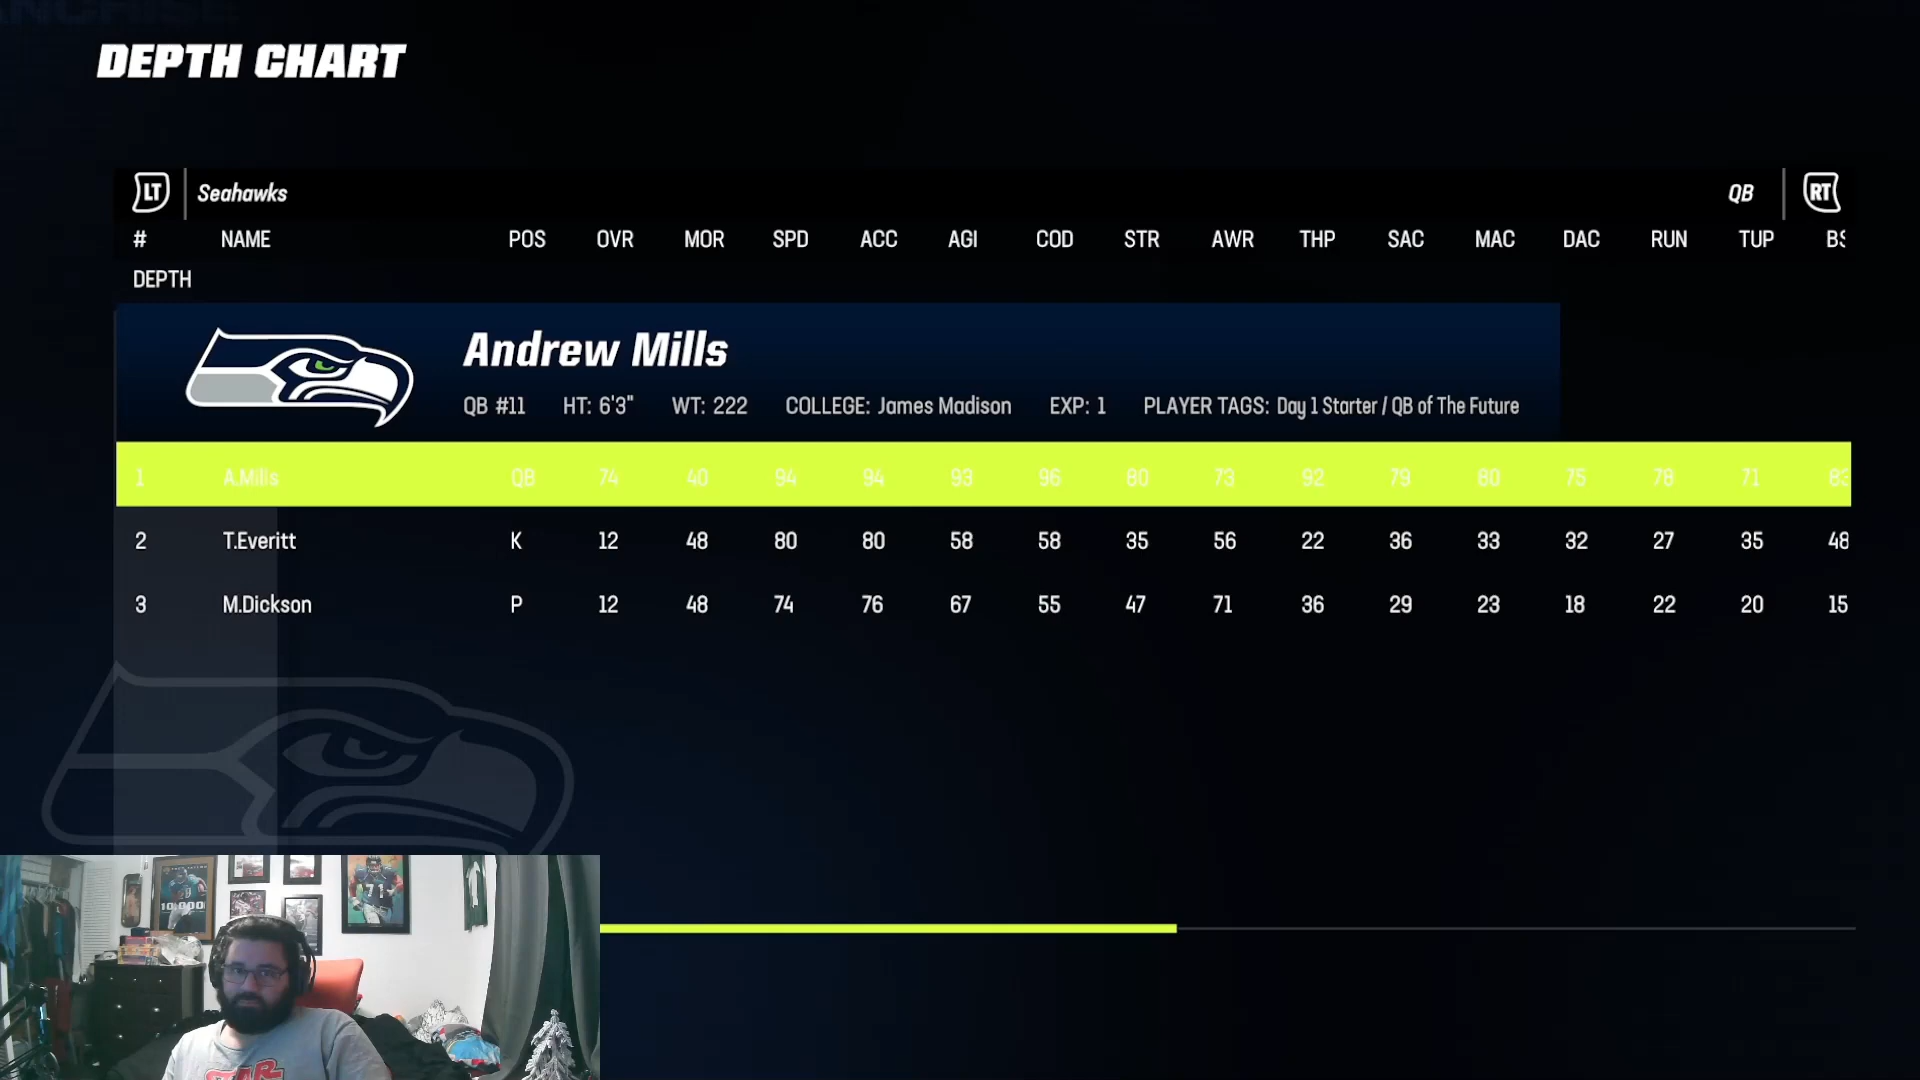 DEPTH CHART
LT Seahawks QB RT
# NAME POS OVR MOR SPD ACC AGI COD STR AWR THP SAC MAC DAC RUN TUP
DEPTH
Andrew Mills
QB #11 HT: 6'3" WT: 222 COLLEGE: James Madison EXP: 1 PLAYER TAGS: Day 1 Starter / QB of The Future
1 A.Mills QB 74 40 94 94 93 96 80 73 92 79 80 75 78 71 83
2 T.Everitt K 12 48 80 80 58 58 35 56 22 36 33 32 27 35 48
3 M.Dickson P 12 48 74 76 67 55 47 71 36 29 23 18 22 20 15
10,000
71
STAR